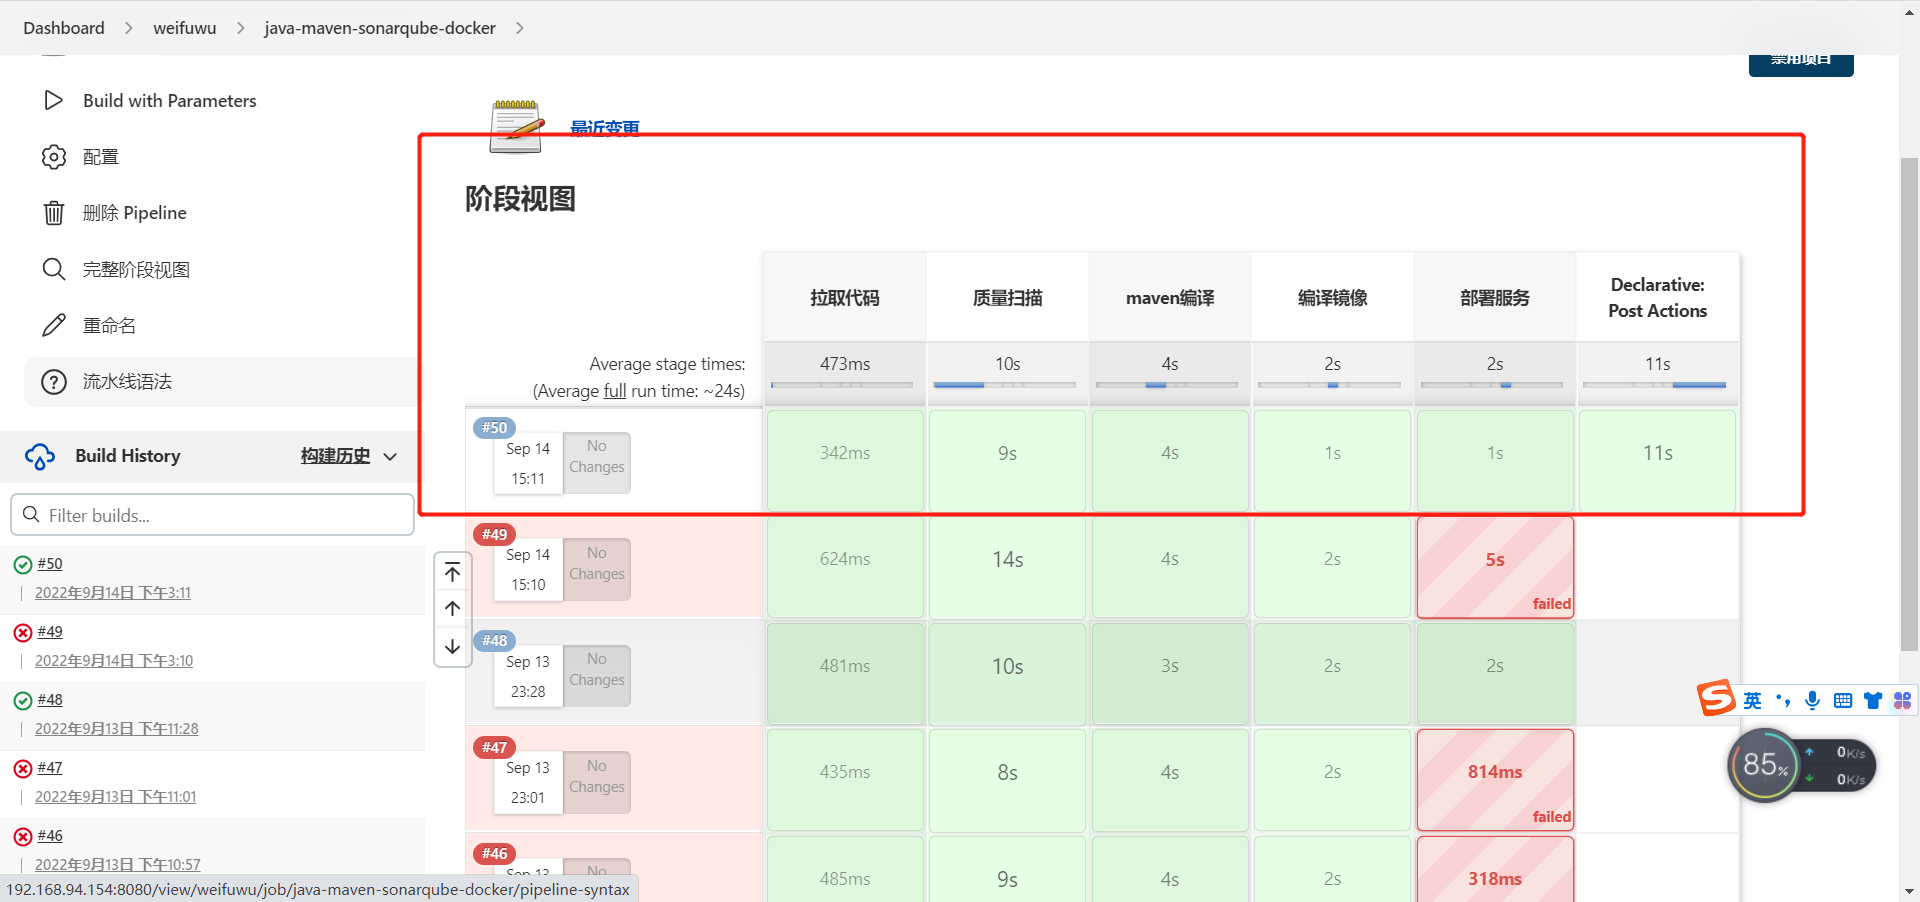 Dashboard
weifuwu
java-maven-sonarqube-docker
禁用项目
Build with Parameters
配置
删除 Pipeline
完整阶段视图
重命名
流水线语法
Build History
构建历史
Filter builds...
#50
2022年9月14日 下午3:11
#49
2022年9月14日 下午3:10
#48
2022年9月13日 下午11:28
#47
2022年9月13日 下午11:01
#46
2022年9月13日 下午10:57
192.168.94.154:8080/view/weifuwu/job/java-maven-sonarqube-docker/pipeline-syntax
最近变更
阶段视图
拉取代码
质量扫描
maven编译
编译镜像
部署服务
Declarative:
Post Actions
Average stage times:
(Average full run time: ~24s)
473ms
10s
4s
2s
2s
11s
#50
Sep 14
15:11
No
Changes
342ms
9s
4s
1s
1s
11s
#49
Sep 14
15:10
No
Changes
624ms
14s
4s
2s
5s
failed
#48
Sep 13
23:28
No
Changes
481ms
10s
3s
2s
2s
#47
Sep 13
23:01
No
Changes
435ms
8s
4s
2s
814ms
failed
#46
Sep 13
No
485ms
9s
4s
2s
318ms
英
85%
0K/s
0K/s